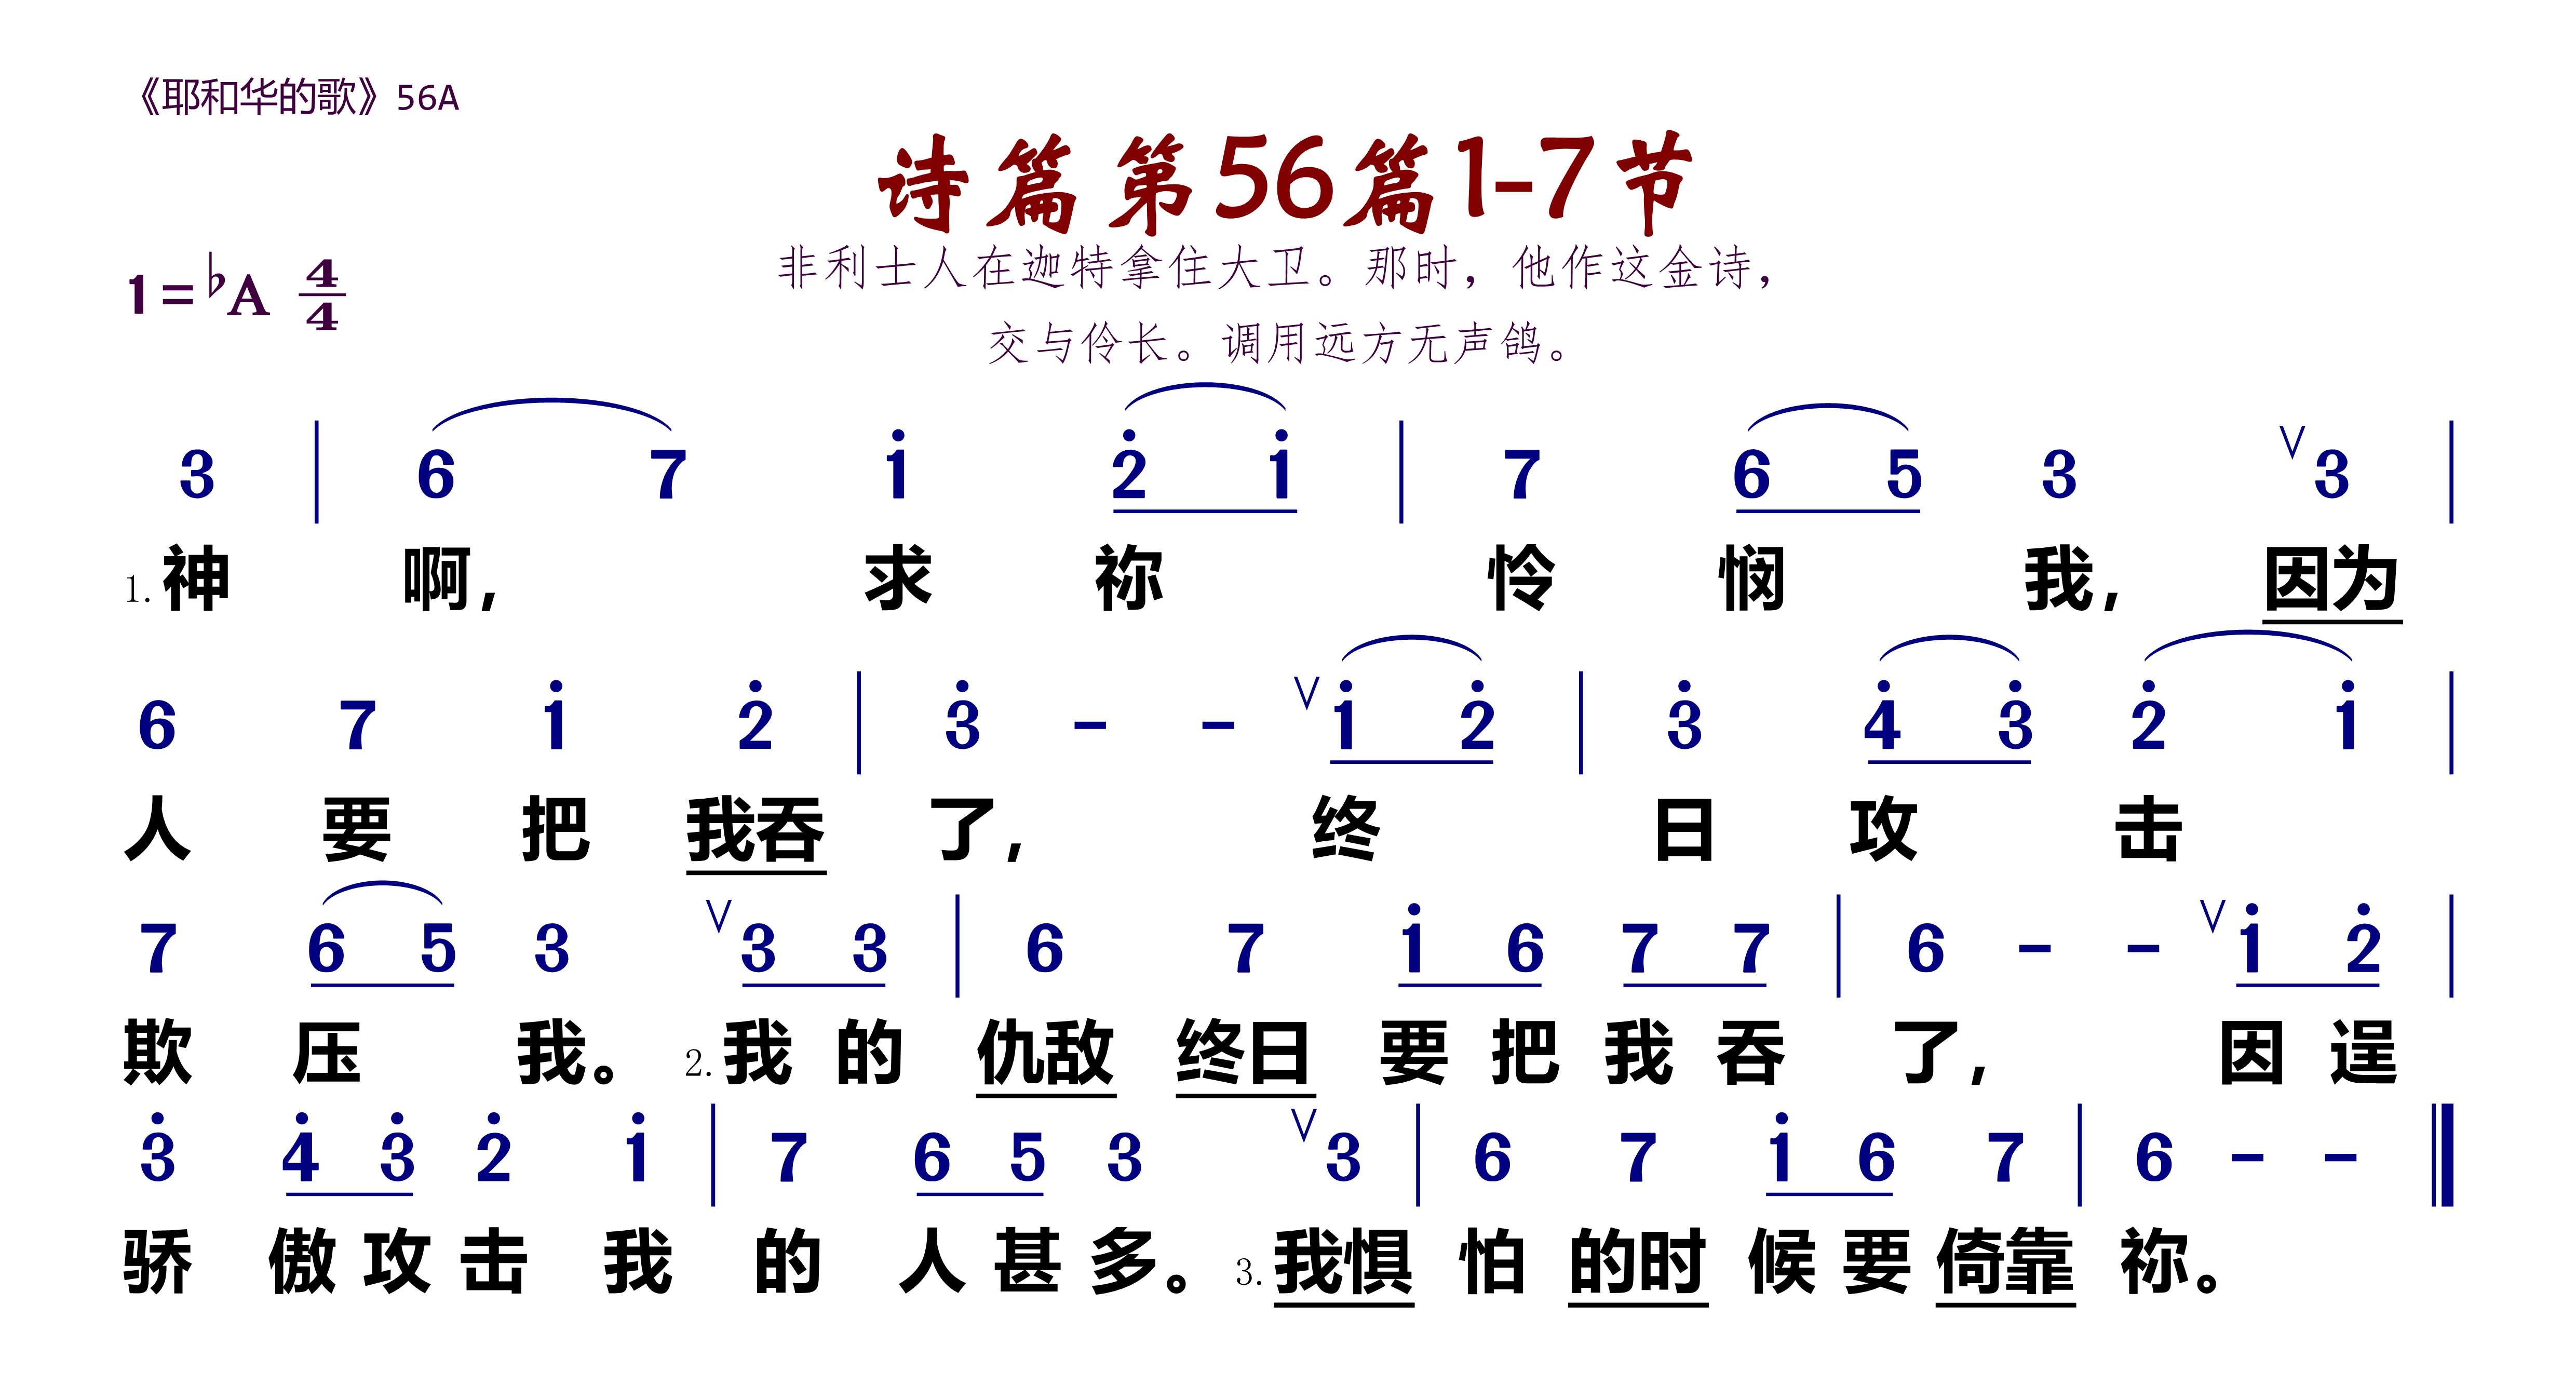 《耶和华的歌》56A
诗篇第56篇1-7节
非利士人在迦特拿住大卫。那时，他作这金诗，
1=♭A 4/4
交与伶长。调用远方无声鸽。
3 | 6 7 1̇ 2̇ 1̇ | 7 6 5 3 ∨3 |
1.神 啊， 求 祢 怜 悯 我， 因为
6 7 1̇ 2̇ | 3̇ - - ∨1̇ 2̇ | 3̇ 4̇ 3̇ 2̇ 1̇ |
人 要 把 我吞 了， 终 日 攻 击
7 6 5 3 ∨3 3 | 6 7 1̇ 6 7 7 | 6 - - ∨1̇ 2̇ |
欺 压 我。 2.我 的 仇敌 终日 要 把 我 吞 了， 因 逞
3̇ 4̇ 3̇ 2̇ 1̇ | 7 6 5 3 ∨3 | 6 7 1̇ 6 7 | 6 - - ‖
骄 傲 攻 击 我 的 人 甚 多。 3.我惧 怕 的时 候 要 倚靠 祢。